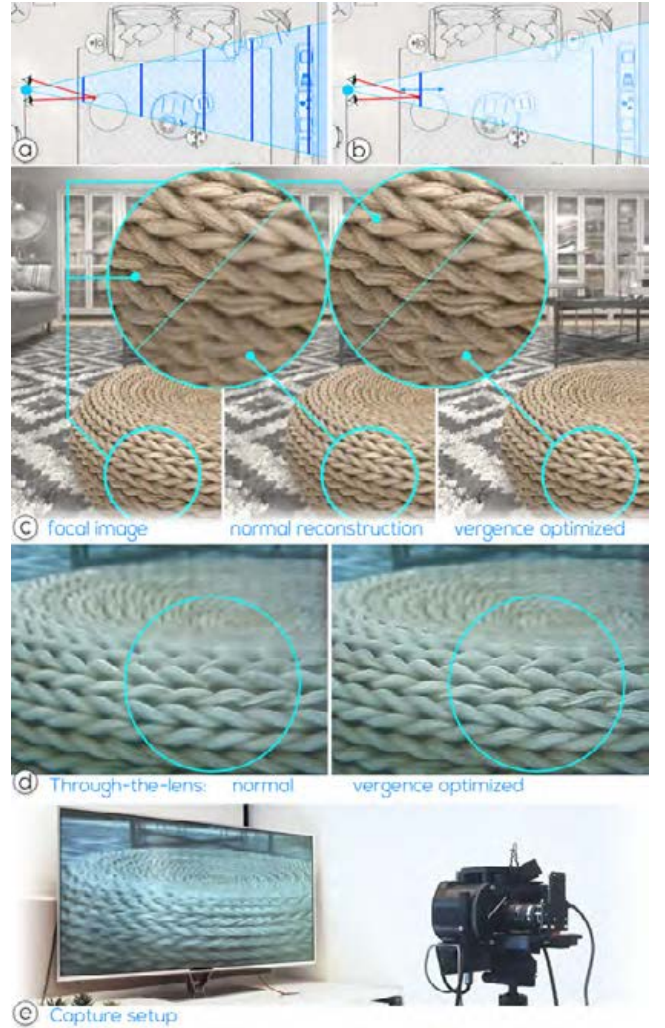 a
b
c focal image normal reconstruction vergence optimized
d Through-the-lens: normal vergence optimized
e Capture setup